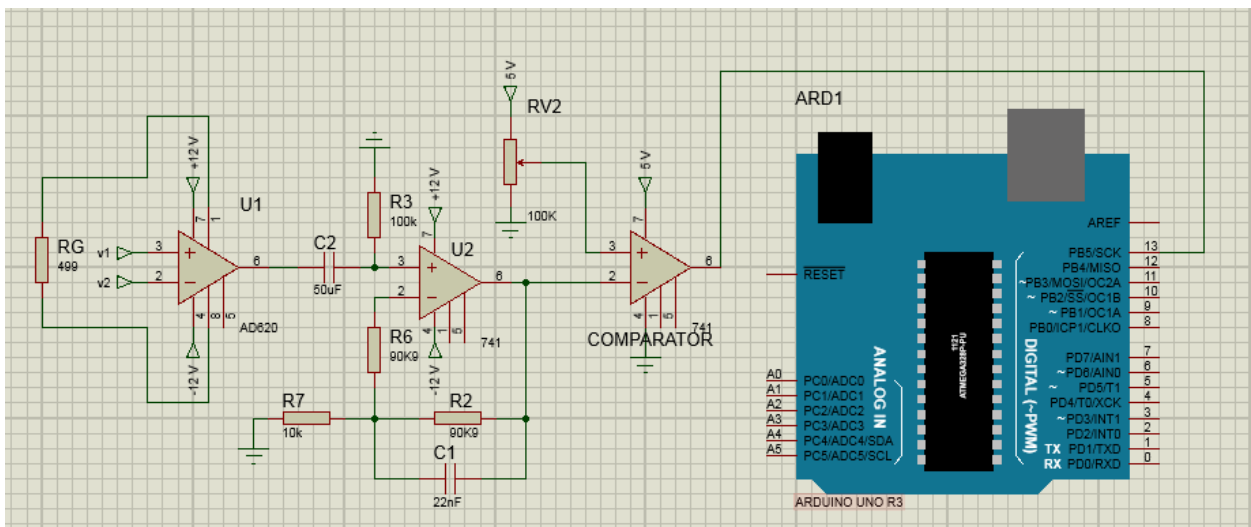 +12 V
7
1
U1
RG
499
v1
3
v2
2
6
4
8
5
AD620
-12 V
C2
50uF
R3
100k
+12 V
7
U2
3
2
6
4
1
5
741
-12 V
R6
90K9
R7
10k
R2
90K9
C1
22nF
5 V
RV2
100K
5 V
7
3
2
6
4
1
5
COMPARATOR
741
ARD1
RESET
AREF
PB5/SCK 13
PB4/MISO 12
~PB3/MOSI/OC2A 11
~ PB2/SS/OC1B 10
~ PB1/OC1A 9
PB0/ICP1/CLKO 8
PD7/AIN1 7
~ PD6/AIN0 6
~ PD5/T1 5
PD4/T0/XCK 4
~PD3/INT1 3
PD2/INT0 2
TX PD1/TXD 1
RX PD0/RXD 0
DIGITAL (~PWM)
1121
ATMEGA328P-PU
ANALOG IN
A0 PC0/ADC0
A1 PC1/ADC1
A2 PC2/ADC2
A3 PC3/ADC3
A4 PC4/ADC4/SDA
A5 PC5/ADC5/SCL
ARDUINO UNO R3